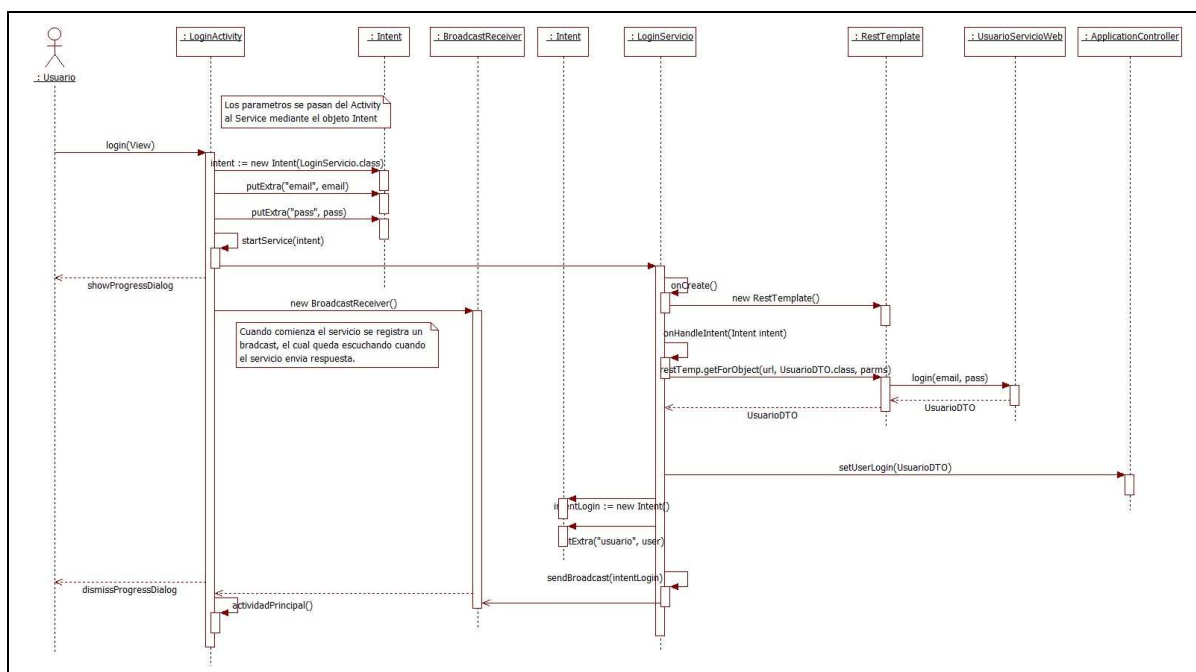 : LoginActivity
: Intent
: BroadcastReceiver
: Intent
: LoginServicio
: RestTemplate
: UsuarioServicioWeb
: ApplicationController
: Usuario
Los parametros se pasan del Activity
al Service mediante el objeto Intent
login(View)
intent := new Intent(LoginServicio.class)
putExtra("email", email)
putExtra("pass", pass)
startService(intent)
showProgressDialog
onCreate()
new RestTemplate()
new BroadcastReceiver()
Cuando comienza el servicio se registra un
bradcast, el cual queda escuchando cuando
el servicio envia respuesta.
onHandleIntent(Intent intent)
restTemp.getForObject(url, UsuarioDTO.class, parms)
login(email, pass)
UsuarioDTO
UsuarioDTO
setUserLogin(UsuarioDTO)
intentLogin := new Intent()
tExtra("usuario", user)
sendBroadcast(intentLogin)
dismissProgressDialog
actividadPrincipal()